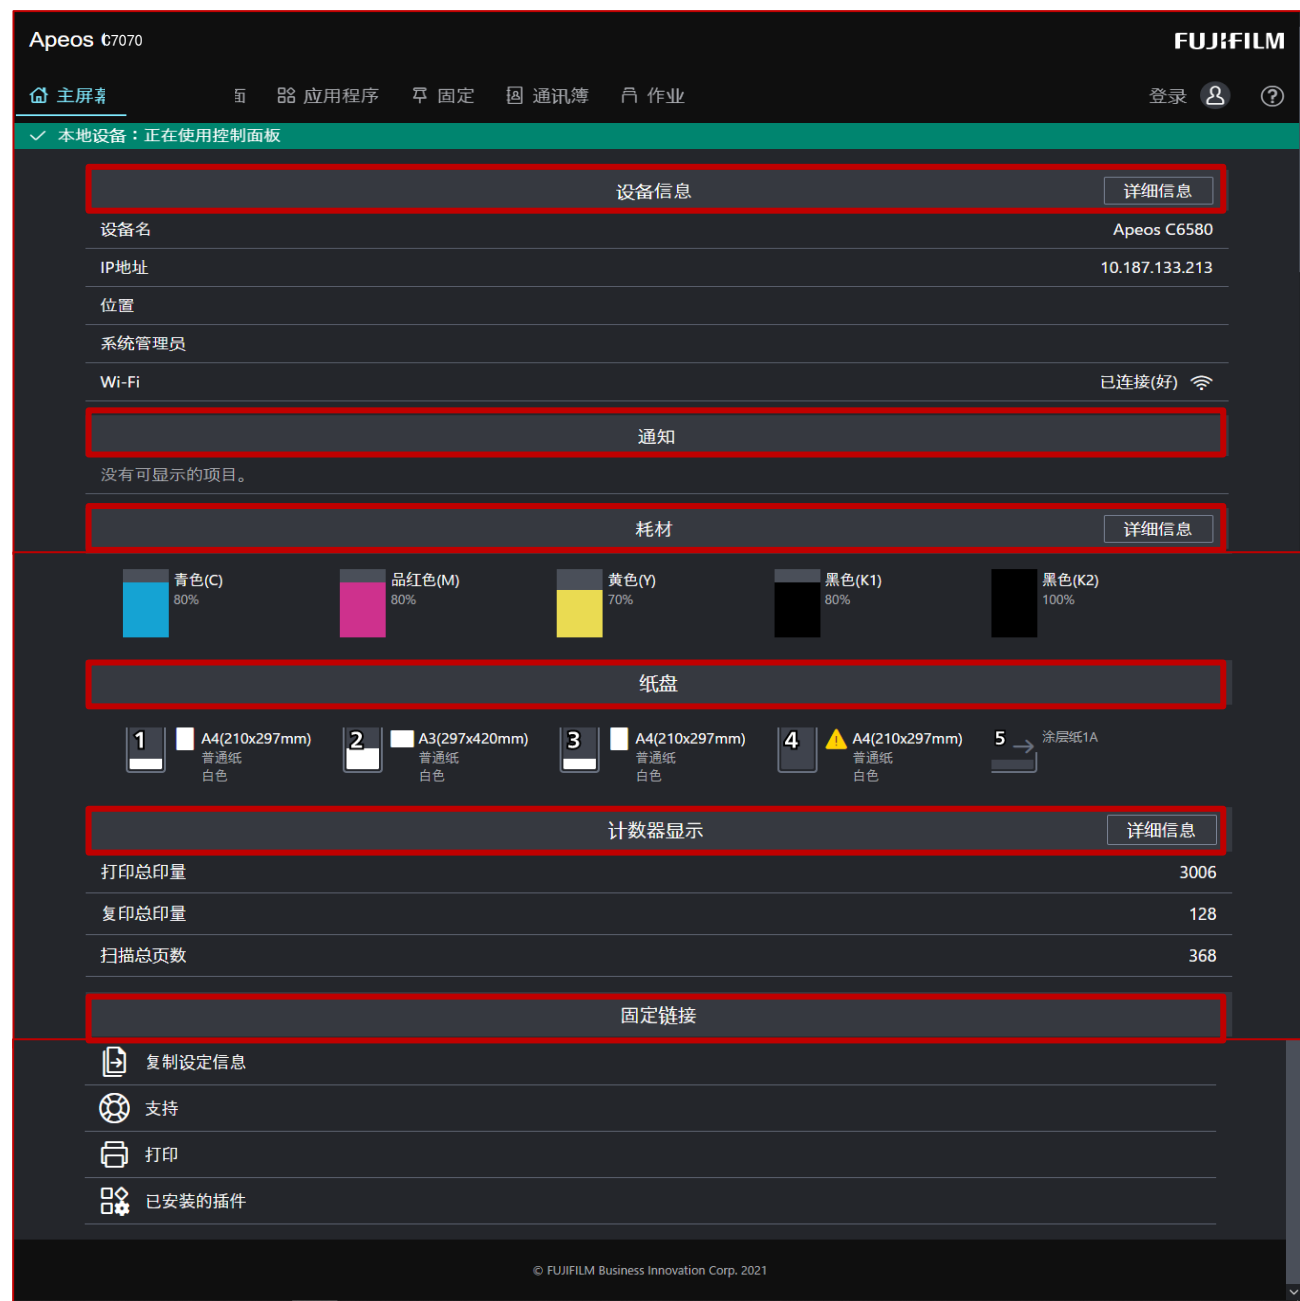 Apeos C7070
FUJIFILM
主屏幕 面 应用程序 固定 通讯簿 作业 登录
本地设备：正在使用控制面板
设备信息 详细信息
设备名 Apeos C6580
IP地址 10.187.133.213
位置
系统管理员
Wi-Fi 已连接(好)
通知
没有可显示的项目。
耗材 详细信息
青色(C) 品红色(M) 黄色(Y) 黑色(K1) 黑色(K2)
80% 80% 70% 80% 100%
纸盘
1 A4(210x297mm) 2 A3(297x420mm) 3 A4(210x297mm) 4 A4(210x297mm) 5 涂层纸1A
普通纸 普通纸 普通纸 普通纸
白色 白色 白色 白色
计数器显示 详细信息
打印总印量 3006
复印总印量 128
扫描总页数 368
固定链接
复制设定信息
支持
打印
已安装的插件
© FUJIFILM Business Innovation Corp. 2021